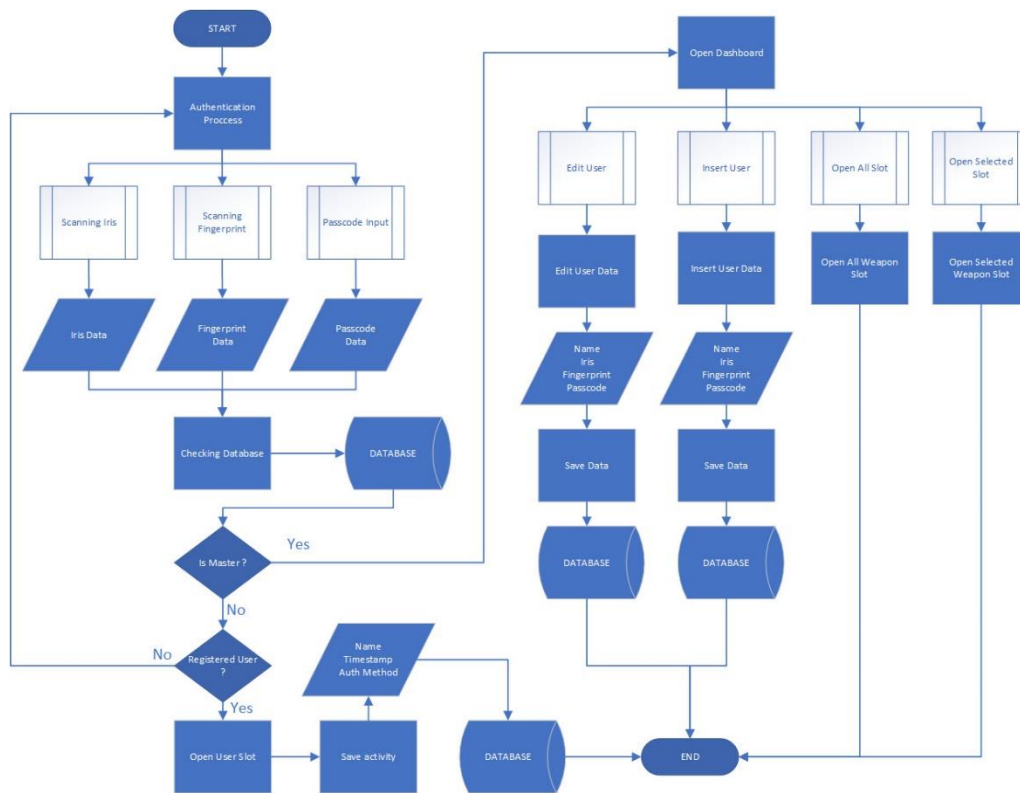 START
Authentication
Proccess
Scanning Iris
Scanning
Fingerprint
Passcode Input
Iris Data
Fingerprint
Data
Passcode
Data
Checking Database
DATABASE
Is Master ?
Yes
No
Registered User
?
No
Yes
Open User Slot
Save activity
Name
Timestamp
Auth Method
DATABASE
END
Open Dashboard
Edit User
Insert User
Open All Slot
Open Selected
Slot
Edit User Data
Insert User Data
Open All Weapon
Slot
Open Selected
Weapon Slot
Name
Iris
Fingerprint
Passcode
Name
Iris
Fingerprint
Passcode
Save Data
Save Data
DATABASE
DATABASE